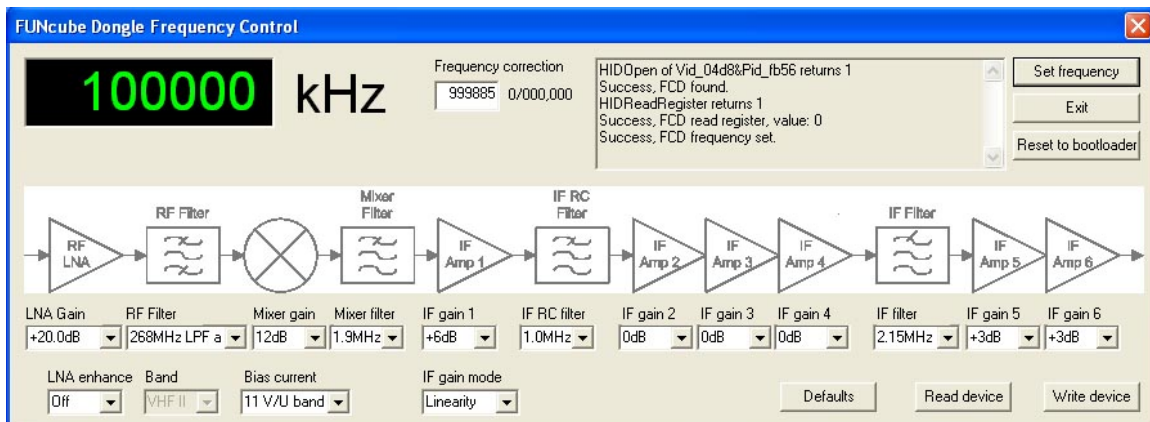 FUNcube Dongle Frequency Control
100000 kHz
Frequency correction
999885 0/000,000
HIDOpen of Vid_04d8&Pid_fb56 returns 1
Success, FCD found.
HIDReadRegister returns 1
Success, FCD read register, value: 0
Success, FCD frequency set.
Set frequency
Exit
Reset to bootloader
RF LNA
RF Filter
Mixer Filter
IF Amp 1
IF RC Filter
IF Amp 2
IF Amp 3
IF Amp 4
IF Filter
IF Amp 5
IF Amp 6
LNA Gain RF Filter Mixer gain Mixer filter IF gain 1 IF RC filter IF gain 2 IF gain 3 IF gain 4 IF filter IF gain 5 IF gain 6
+20.0dB 268MHz LPF a 12dB 1.9MHz +6dB 1.0MHz 0dB 0dB 0dB 2.15MHz +3dB +3dB
LNA enhance Band Bias current IF gain mode
Off VHF II 11 V/U band Linearity
Defaults Read device Write device